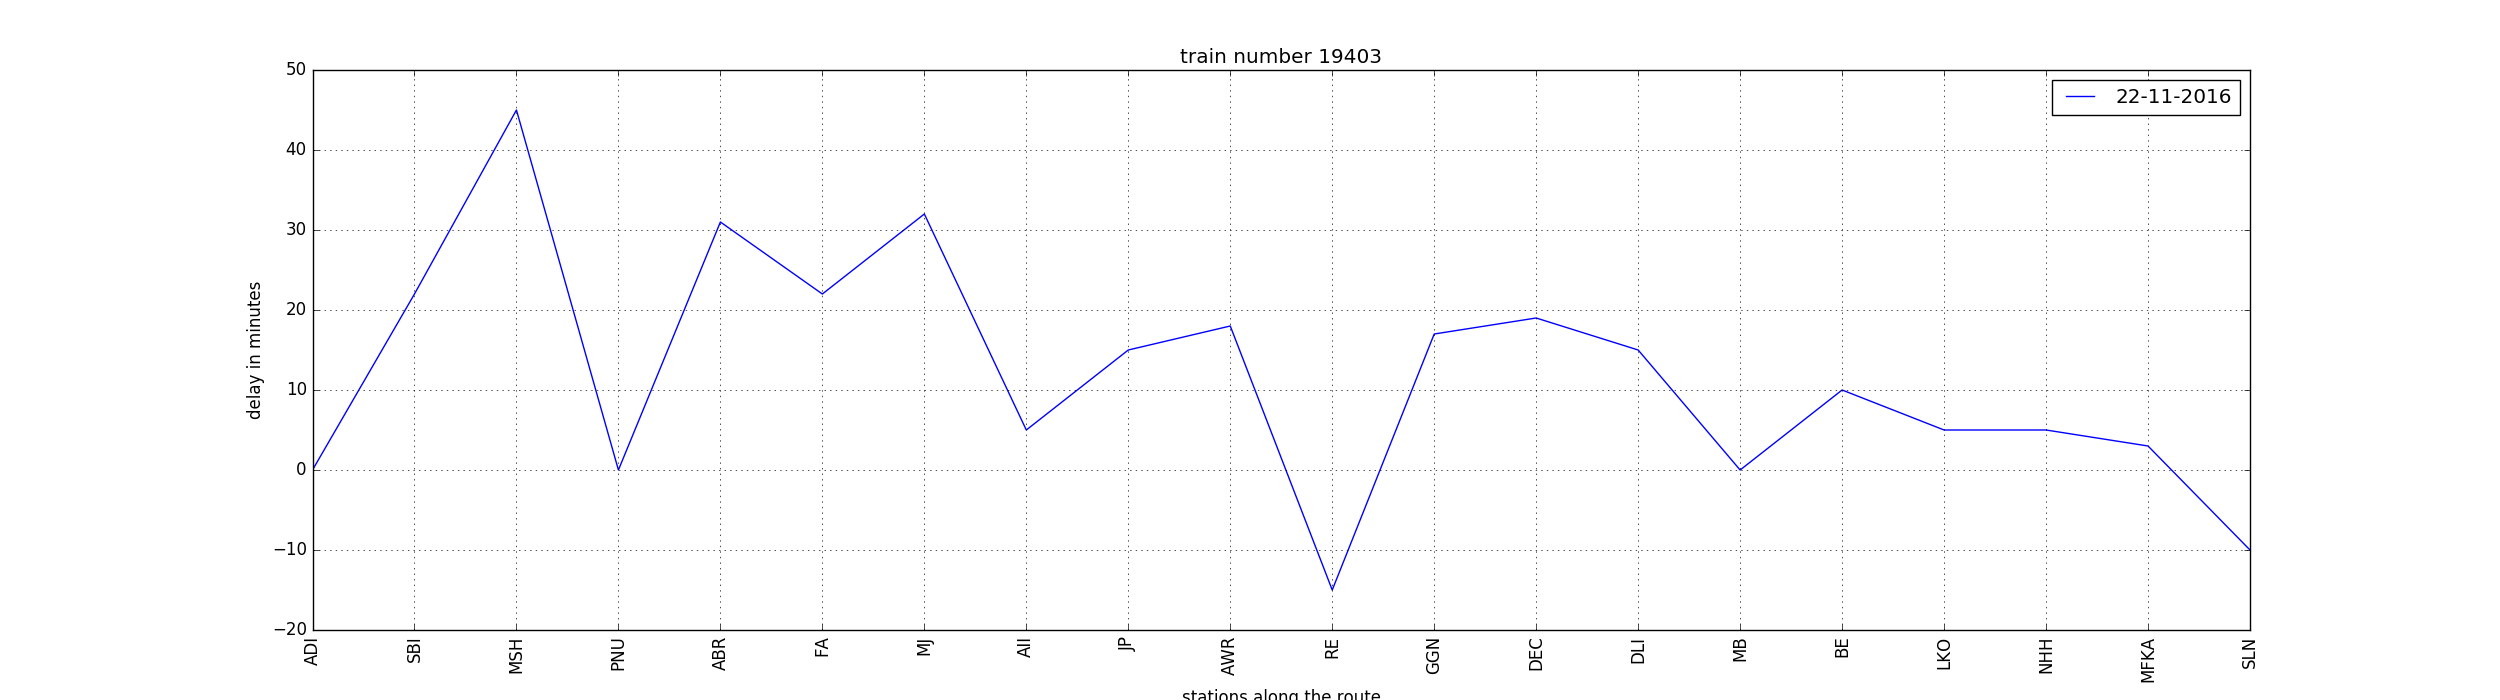 train number 19403
22-11-2016
50
40
30
20
10
0
−10
−20
delay in minutes
ADI SBI MSH PNU ABR FA MJ AII JP AWR RE GGN DEC DLI MB BE LKO NHH MFKA SLN
stations along the route